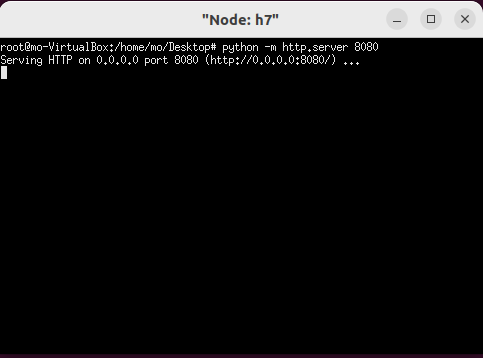 "Node: h7"
root@mo-VirtualBox:/home/mo/Desktop# python -m http.server 8080
Serving HTTP on 0.0.0.0 port 8080 (http://0.0.0.0:8080/) ...